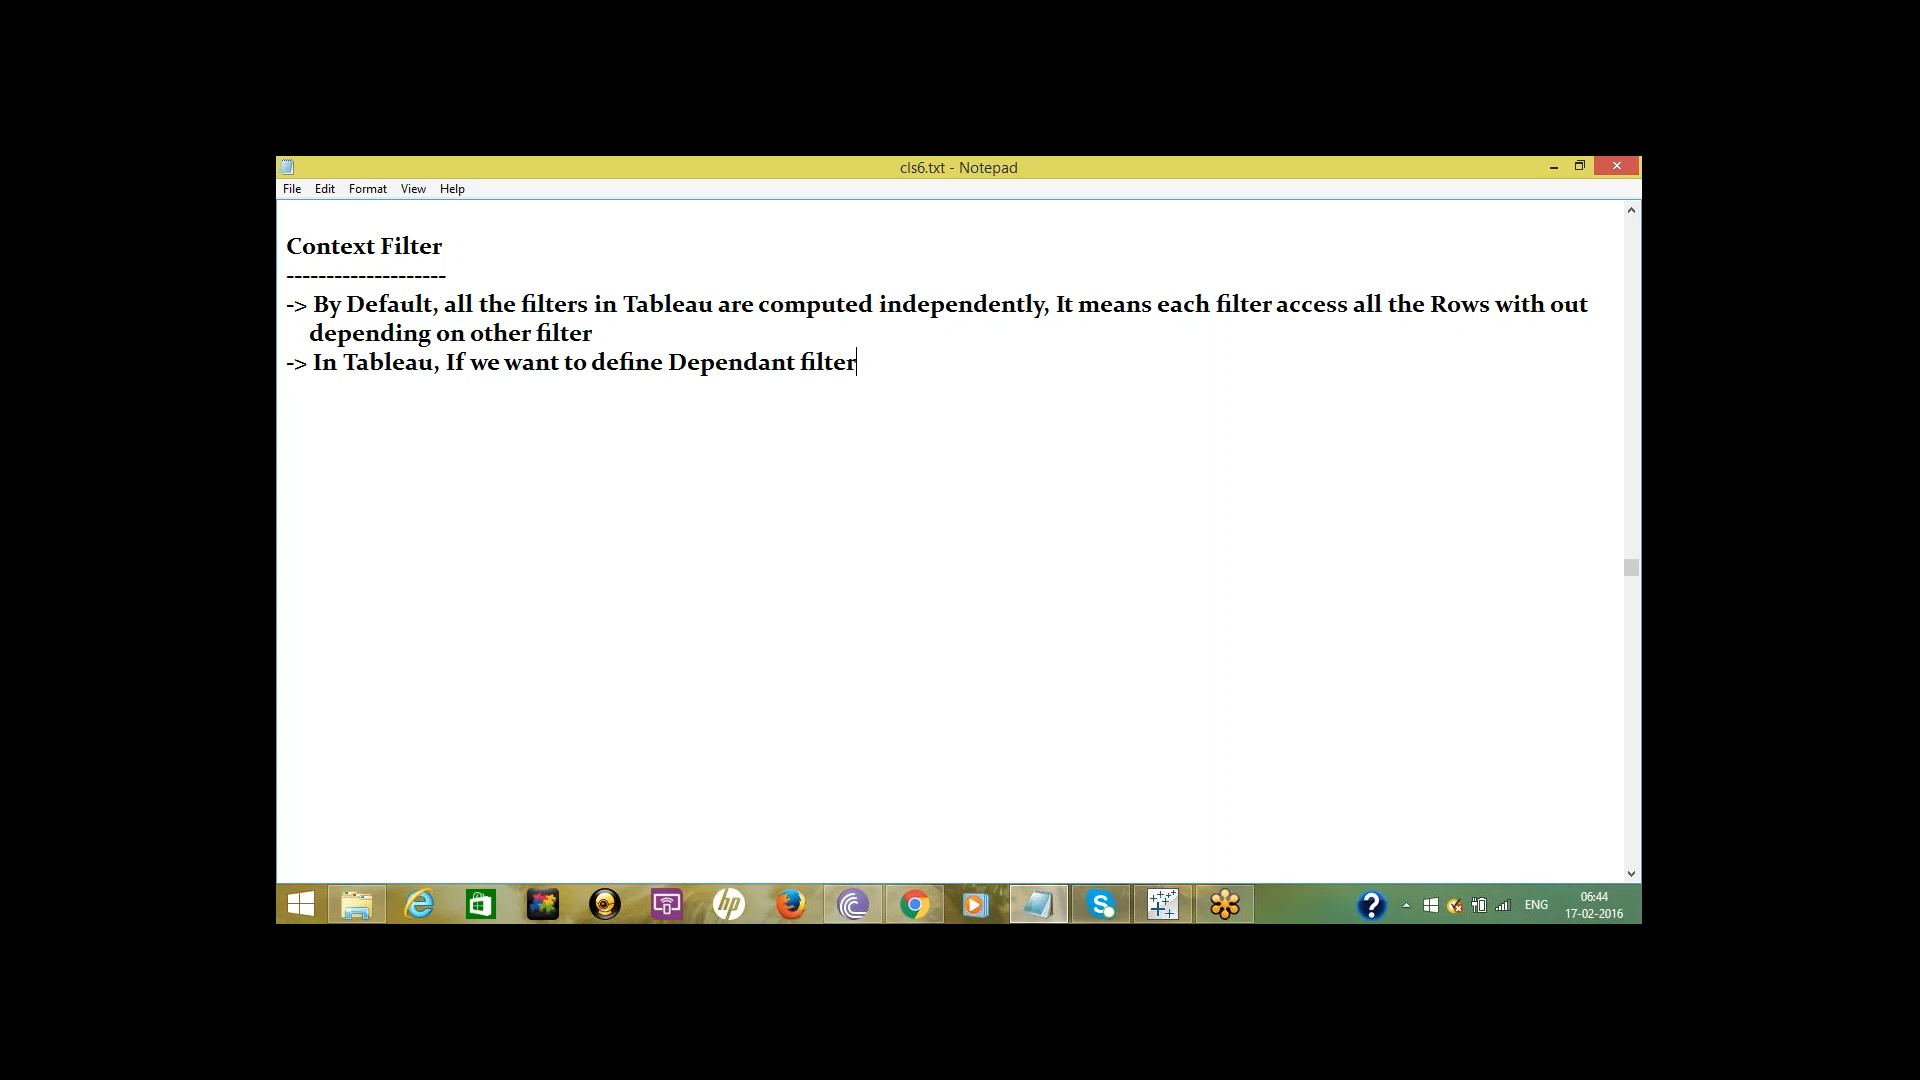 cls6.txt - Notepad
File Edit Format View Help
Context Filter
--------------------
-> By Default, all the filters in Tableau are computed independently, It means each filter access all the Rows with out
depending on other filter
-> In Tableau, If we want to define Dependant filter
hp
ENG
06:44
17-02-2016